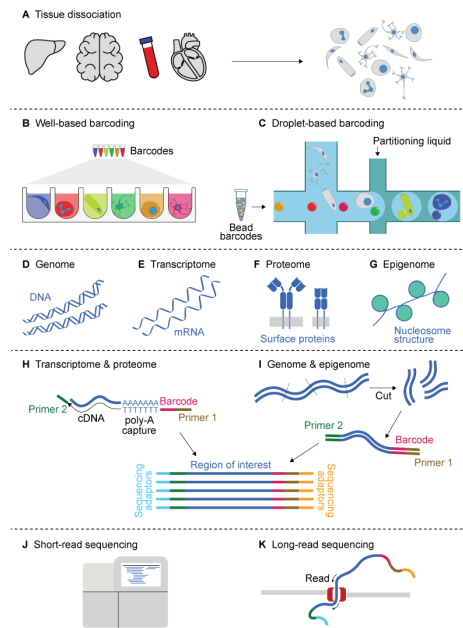 A Tissue dissociation
B Well-based barcoding
Barcodes
C Droplet-based barcoding
Partitioning liquid
Bead
barcodes
D Genome
DNA
E Transcriptome
mRNA
F Proteome
Surface proteins
G Epigenome
Nucleosome
structure
H Transcriptome & proteome
Primer 2
cDNA
AAAAAAA
TTTTTTT
poly-A
capture
Barcode
Primer 1
I Genome & epigenome
Cut
Primer 2
Barcode
Primer 1
Region of interest
Sequencing
adaptors
Sequencing
adaptors
J Short-read sequencing
K Long-read sequencing
Read